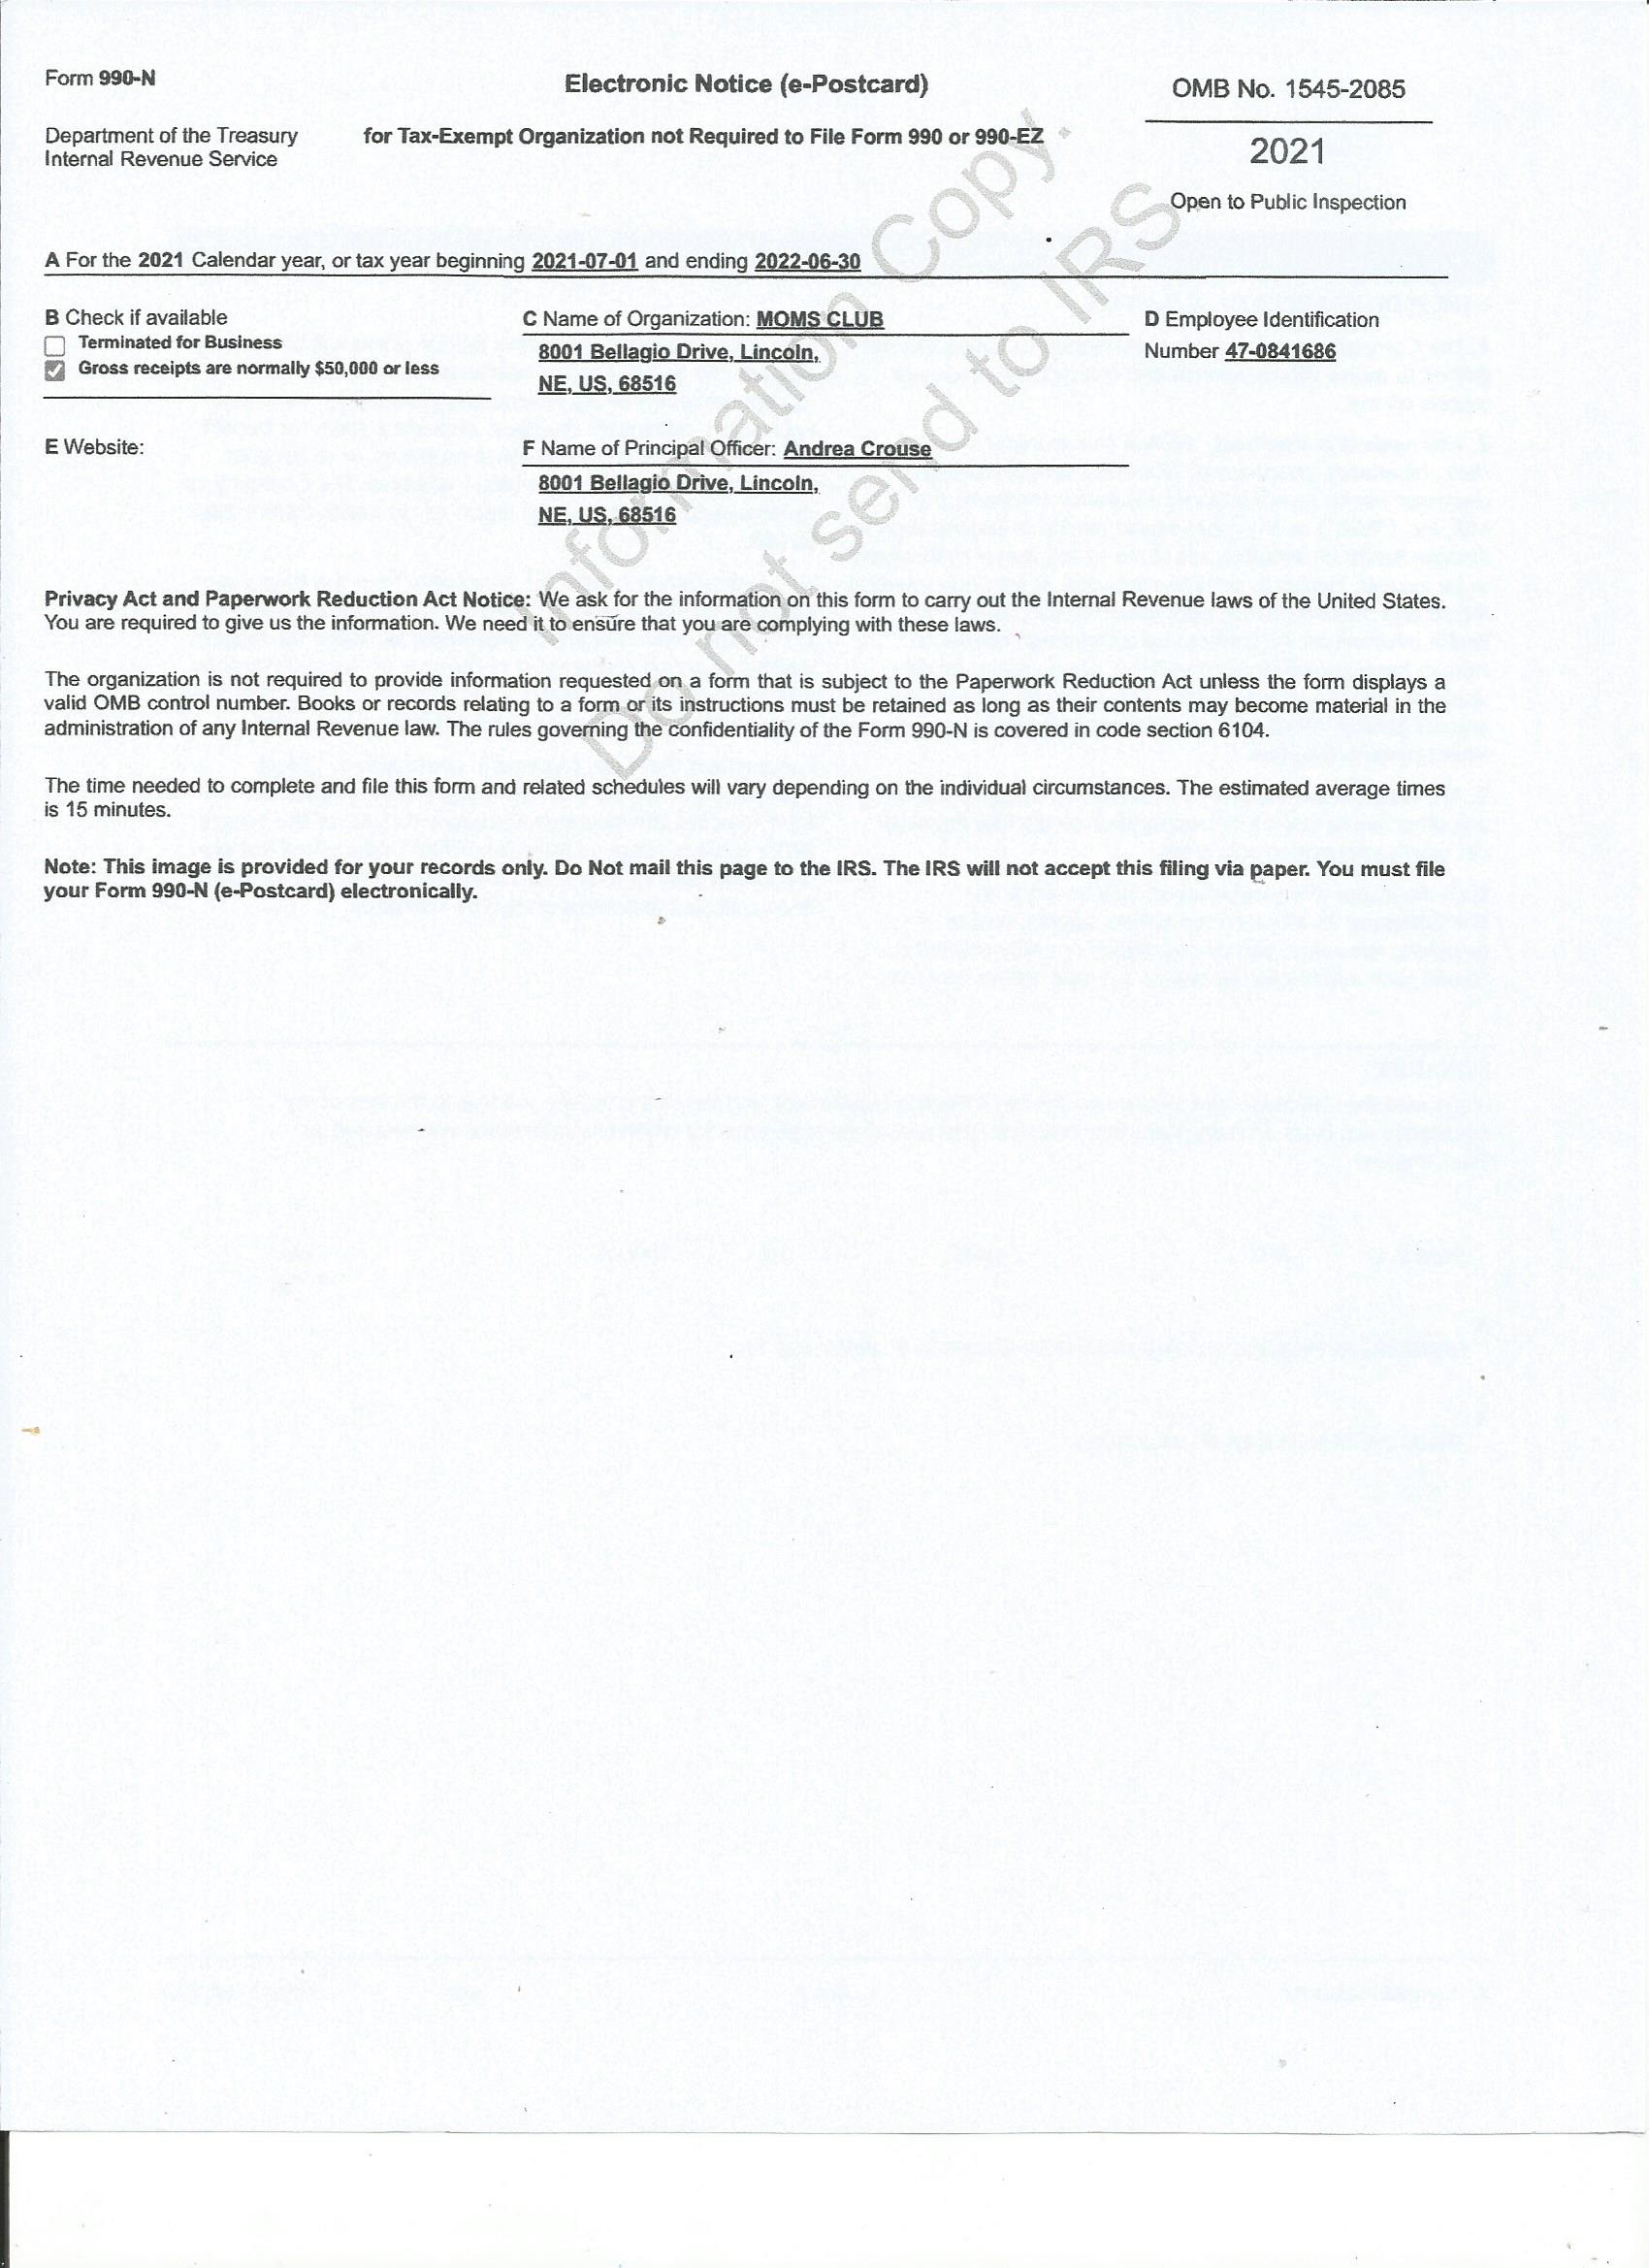 Form 990-N
Electronic Notice (e-Postcard)
OMB No. 1545-2085
Department of the Treasury
Internal Revenue Service
for Tax-Exempt Organization not Required to File Form 990 or 990-EZ
2021
Open to Public Inspection
A For the 2021 Calendar year, or tax year beginning 2021-07-01 and ending 2022-06-30
B Check if available
Terminated for Business
Gross receipts are normally $50,000 or less
C Name of Organization: MOMS CLUB
8001 Bellagio Drive, Lincoln,
NE, US, 68516
D Employee Identification
Number 47-0841686
E Website:
F Name of Principal Officer: Andrea Crouse
8001 Bellagio Drive, Lincoln,
NE, US, 68516
Information Copy.
Do not send to IRS
Privacy Act and Paperwork Reduction Act Notice: We ask for the information on this form to carry out the Internal Revenue laws of the United States.
You are required to give us the information. We need it to ensure that you are complying with these laws.
The organization is not required to provide information requested on a form that is subject to the Paperwork Reduction Act unless the form displays a
valid OMB control number. Books or records relating to a form or its instructions must be retained as long as their contents may become material in the
administration of any Internal Revenue law. The rules governing the confidentiality of the Form 990-N is covered in code section 6104.
The time needed to complete and file this form and related schedules will vary depending on the individual circumstances. The estimated average times
is 15 minutes.
Note: This image is provided for your records only. Do Not mail this page to the IRS. The IRS will not accept this filing via paper. You must file
your Form 990-N (e-Postcard) electronically.